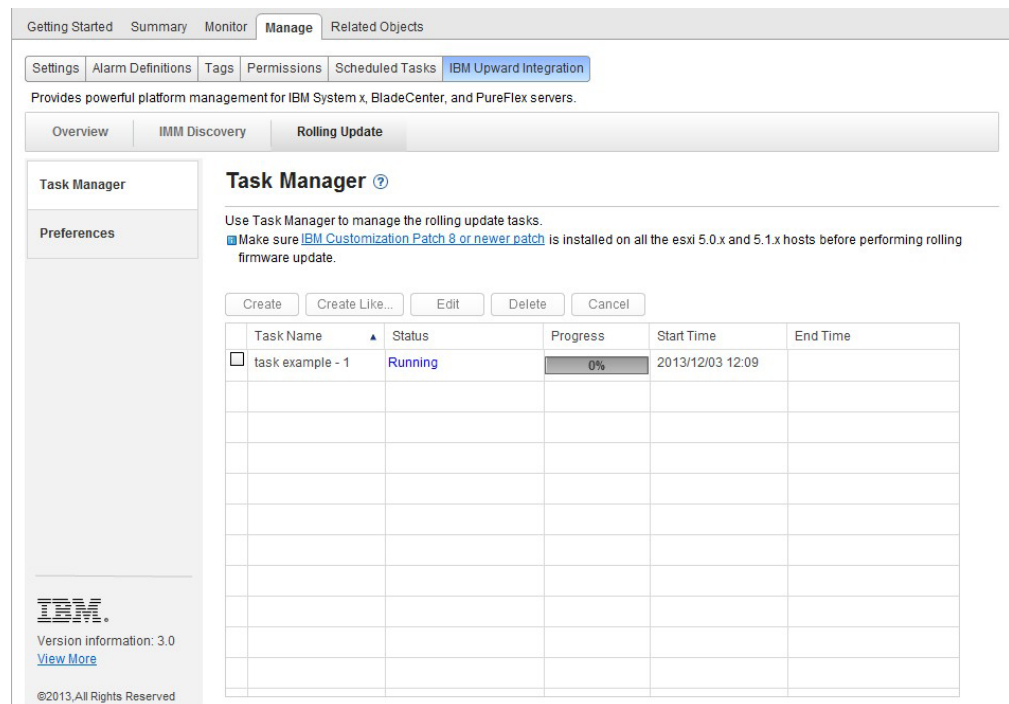 Getting Started Summary Monitor Manage Related Objects
Settings Alarm Definitions Tags Permissions Scheduled Tasks IBM Upward Integration
Provides powerful platform management for IBM System x, BladeCenter, and PureFlex servers.
Overview IMM Discovery Rolling Update
Task Manager
Preferences
Task Manager ?
Use Task Manager to manage the rolling update tasks.
Make sure IBM Customization Patch 8 or newer patch is installed on all the esxi 5.0.x and 5.1.x hosts before performing rolling
firmware update.
Create Create Like... Edit Delete Cancel
Task Name Status Progress Start Time End Time
task example - 1 Running 0% 2013/12/03 12:09
IBM.
Version information: 3.0
View More
©2013,All Rights Reserved